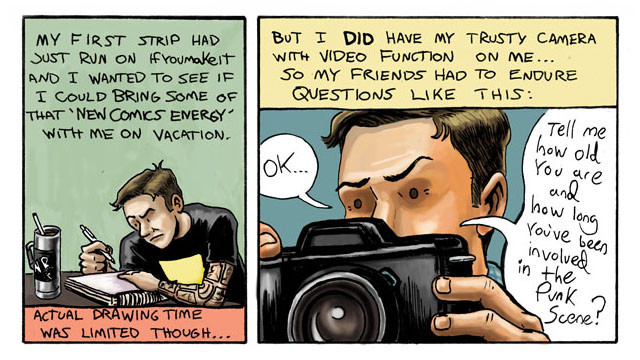 MY FIRST STRIP HAD
JUST RUN ON Ifyoumakeit
AND I WANTED TO SEE IF
I COULD BRING SOME OF
THAT 'NEW COMICS ENERGY'
WITH ME ON VACATION.
ACTUAL DRAWING TIME
WAS LIMITED THOUGH...
BUT I DID HAVE MY TRUSTY CAMERA
WITH VIDEO FUNCTION ON ME...
SO MY FRIENDS HAD TO ENDURE
QUESTIONS LIKE THIS:
OK...
Tell me
how old
You are
and
how long
You've been
involved
in the
Punk
Scene?